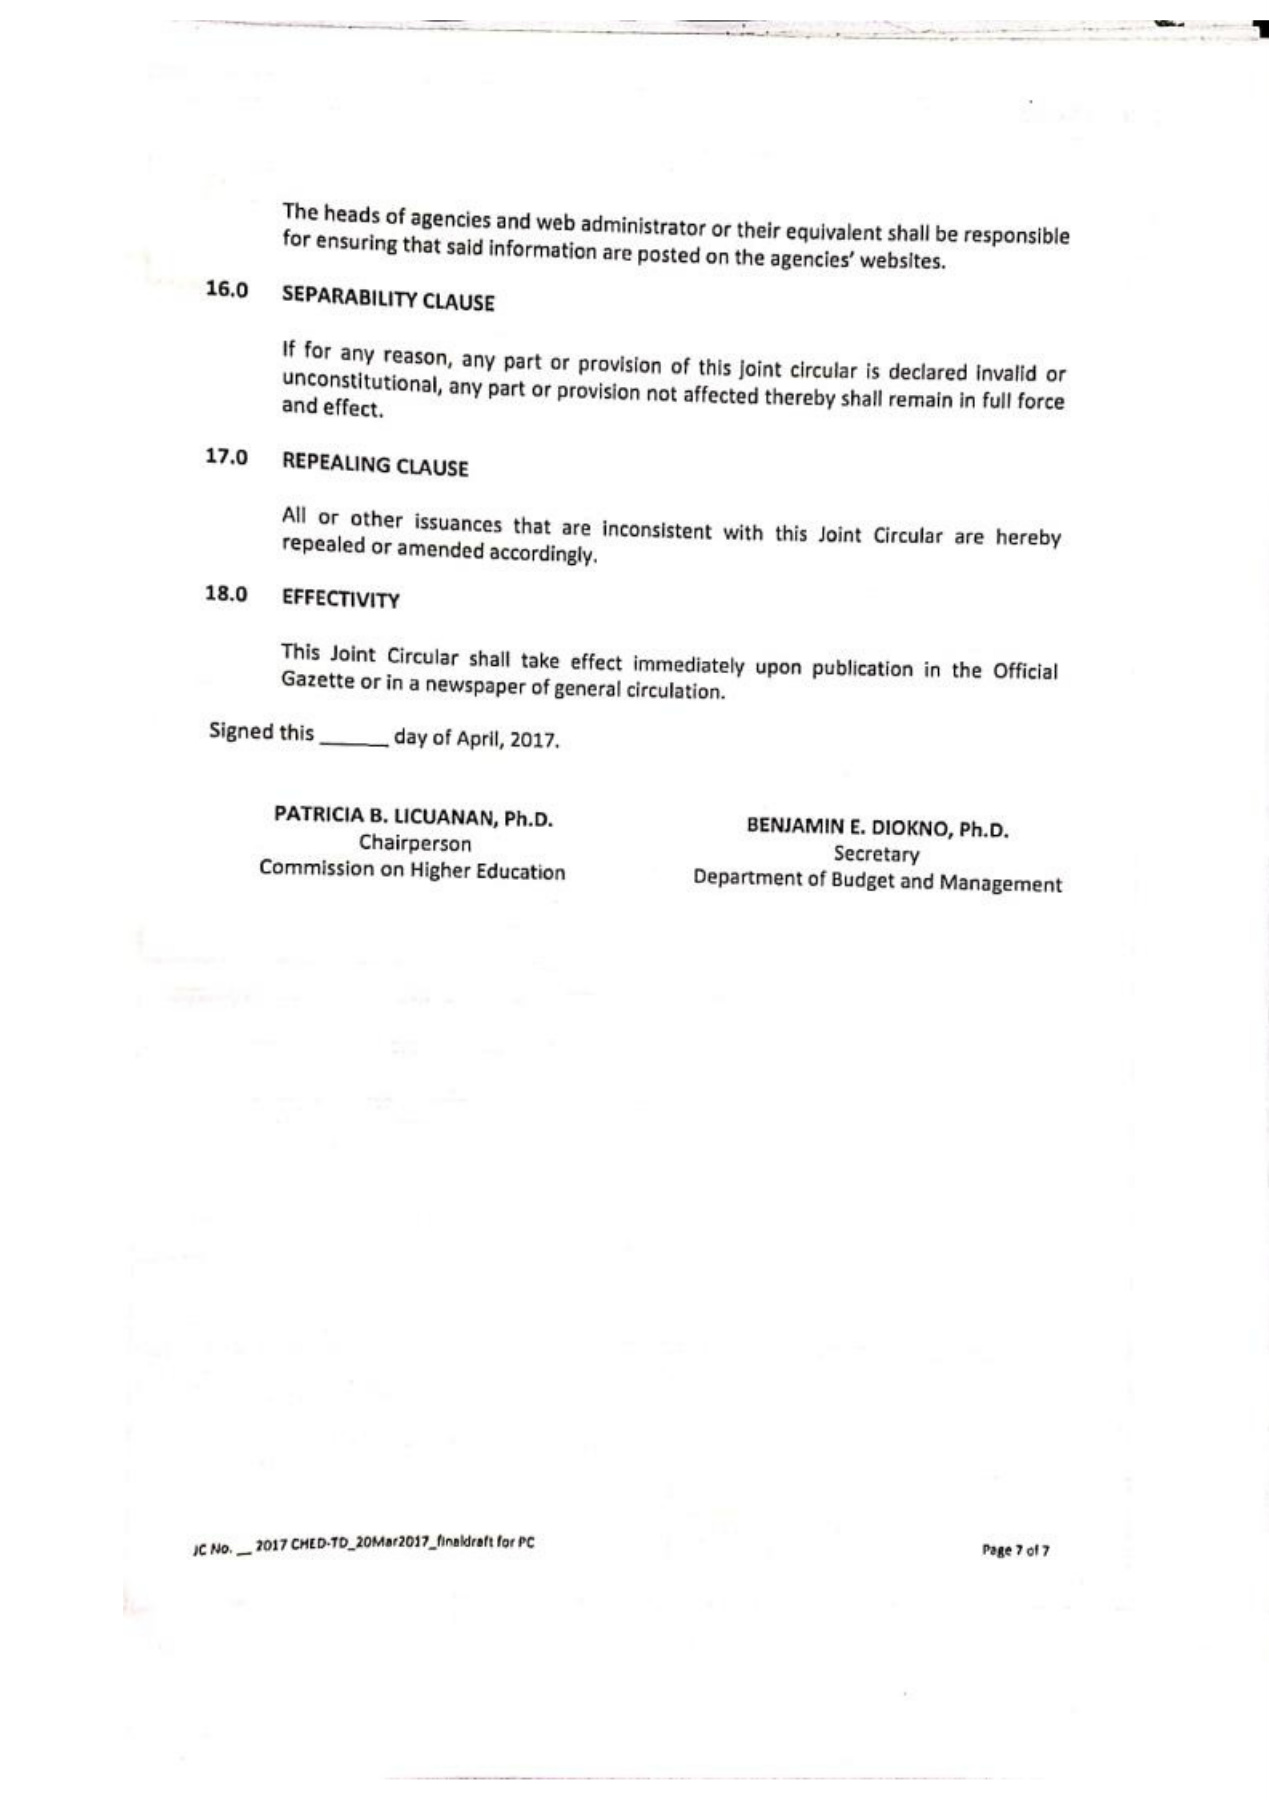 The heads of agencies and web administrator or their equivalent shall be responsible
for ensuring that said information are posted on the agencies' websites.
16.0 SEPARABILITY CLAUSE
If for any reason, any part or provision of this joint circular is declared invalid or
unconstitutional, any part or provision not affected thereby shall remain in full force
and effect.
17.0 REPEALING CLAUSE
All or other issuances that are inconsistent with this Joint Circular are hereby
repealed or amended accordingly.
18.0 EFFECTIVITY
This Joint Circular shall take effect immediately upon publication in the Official
Gazette or in a newspaper of general circulation.
Signed this ______ day of April, 2017.
PATRICIA B. LICUANAN, Ph.D.
Chairperson
Commission on Higher Education
BENJAMIN E. DIOKNO, Ph.D.
Secretary
Department of Budget and Management
JC No. __ 2017 CHED-TD_20Mar2017_finaldraft for PC
Page 7 of 7